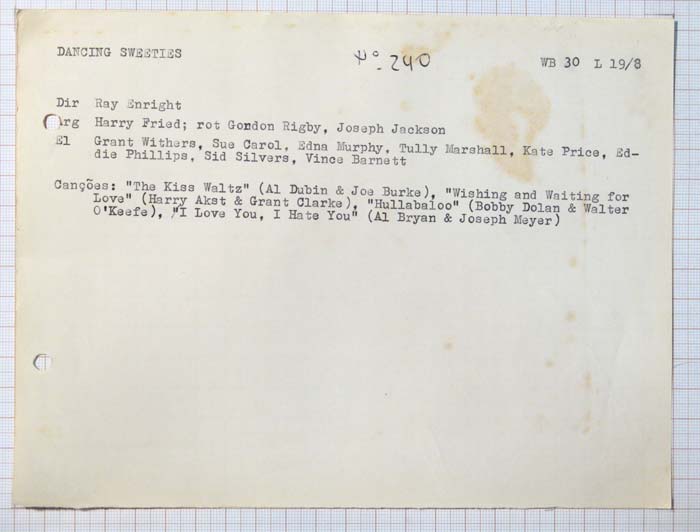 DANCING SWEETIES Nº 240 WB 30 L 19/8
Dir Ray Enright
Arg Harry Fried; rot Gordon Rigby, Joseph Jackson
El Grant Withers, Sue Carol, Edna Murphy, Tully Marshall, Kate Price, Ed-
die Phillips, Sid Silvers, Vince Barnett
Canções: "The Kiss Waltz" (Al Dubin & Joe Burke), "Wishing and Waiting for
Love" (Harry Akst & Grant Clarke), "Hullabaloo" (Bobby Dolan & Walter
O'Keefe), "I Love You, I Hate You" (Al Bryan & Joseph Meyer)